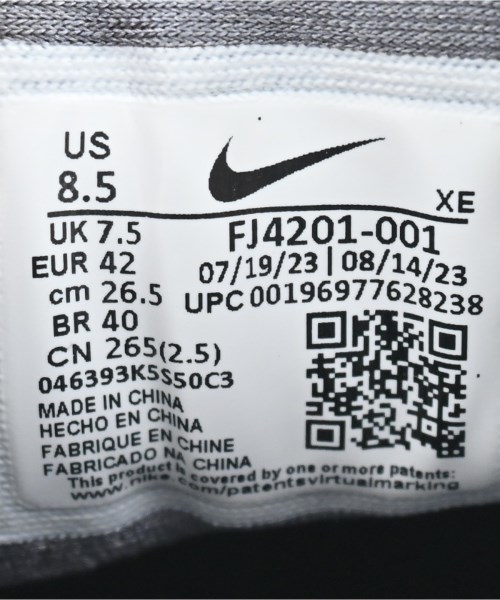 US
8.5
XE
UK 7.5
EUR 42
cm 26.5
BR 40
CN 265(2.5)
046393K5S50C3
FJ4201-001
07/19/23 | 08/14/23
UPC 00196977628238
MADE IN CHINA
HECHO EN CHINA
FABRIQUE EN CHINE
FABRICADO NA CHINA
This product is covered by one or more patents:
www.nike.com/patentsvirtualmarking